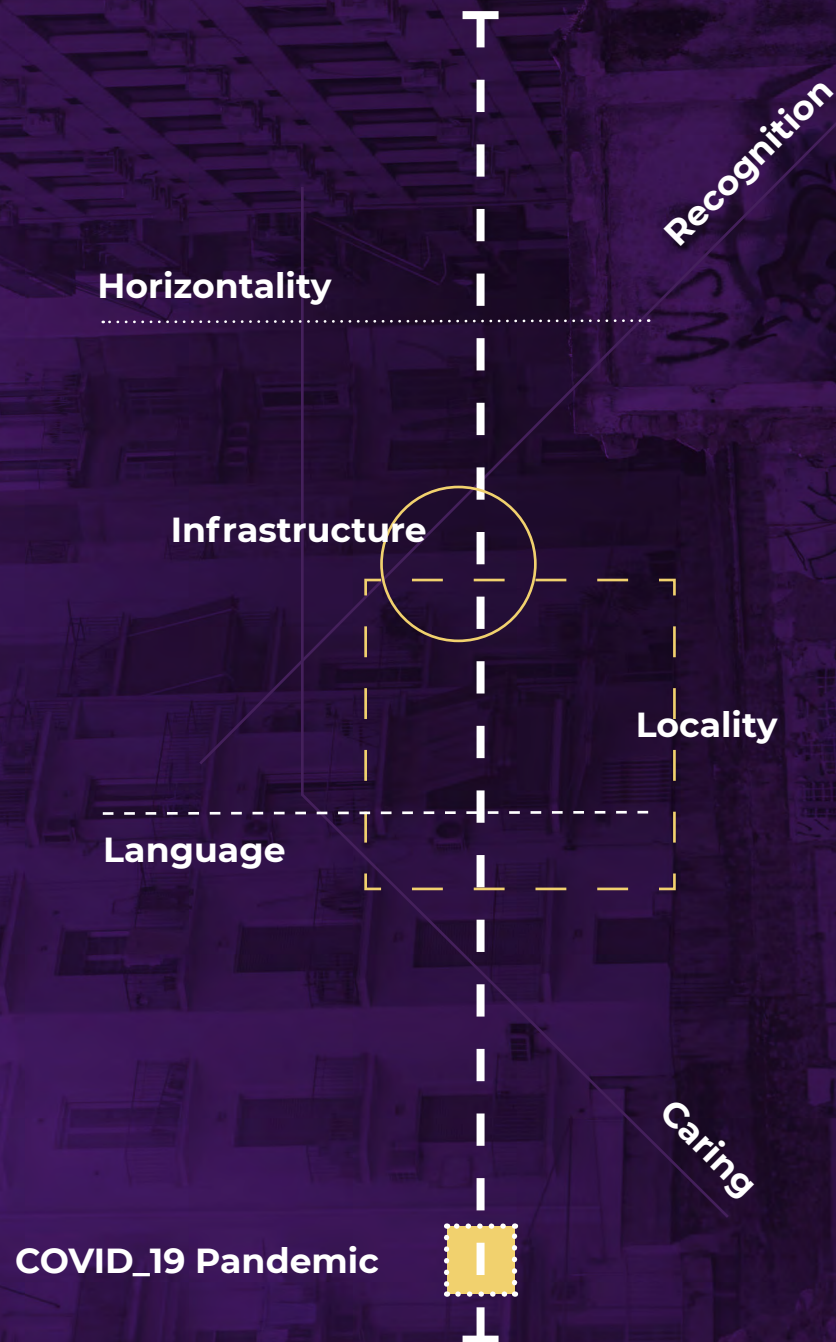 Recognition
Horizontality
Infrastructure
Locality
Language
Caring
COVID_19 Pandemic